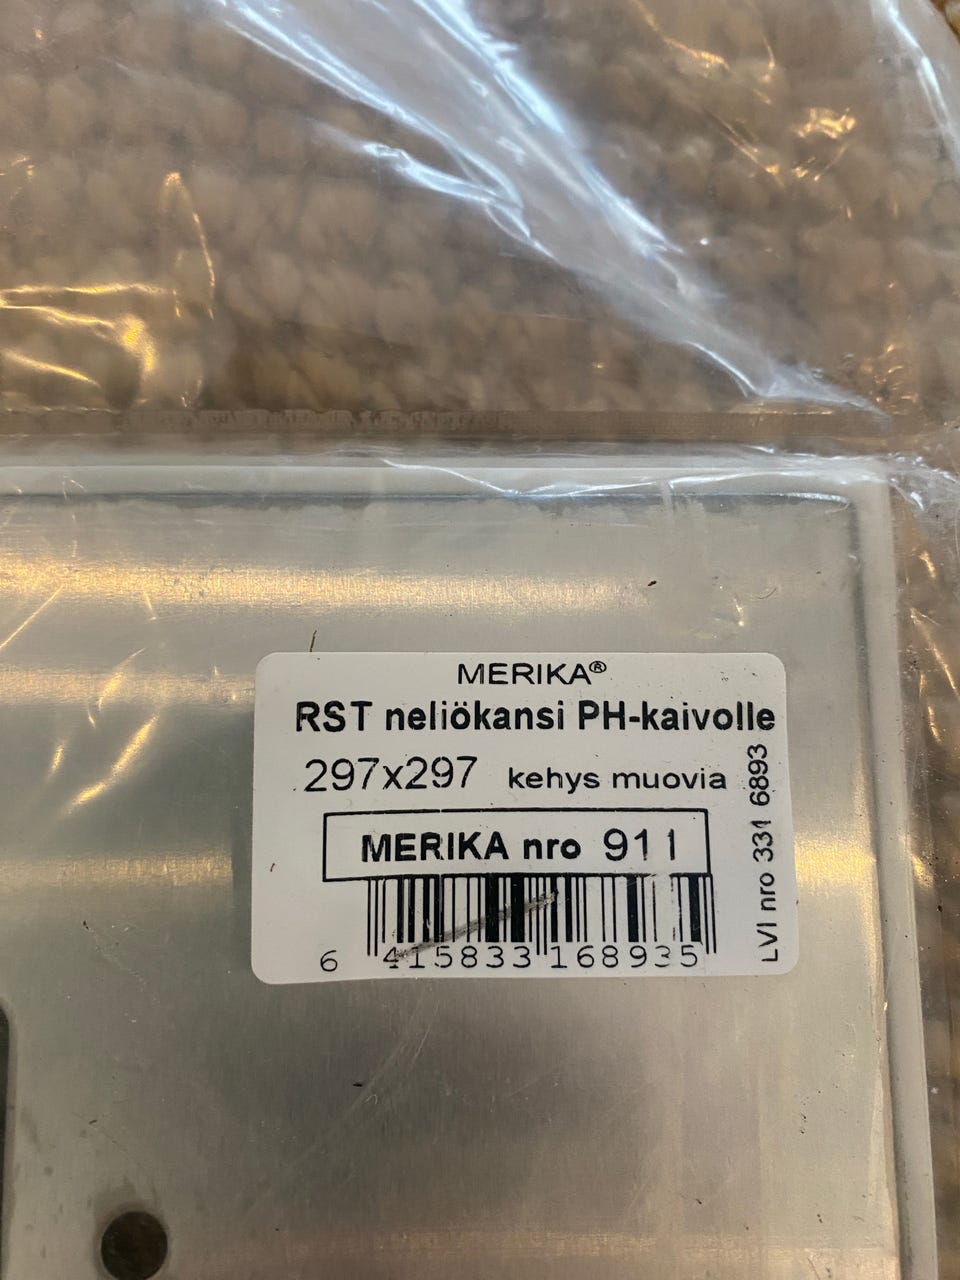 MERIKA®
RST neliökansi PH-kaivolle
297x297 kehys muovia
MERIKA nro 911
6 415833 168935
LVI nro 331 6893